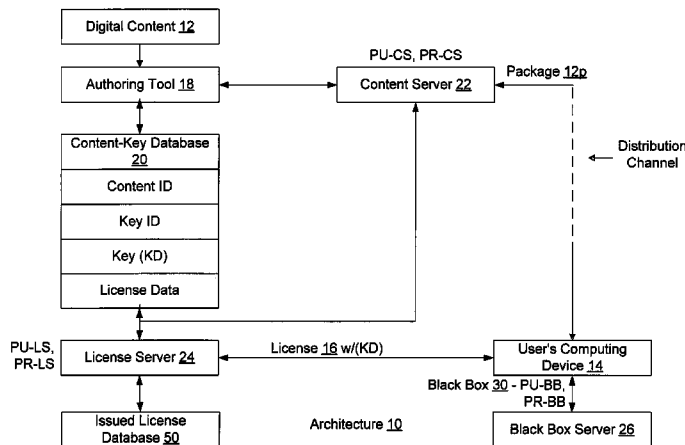 Digital Content 12
PU-CS, PR-CS
Package 12p
Authoring Tool 18
Content Server 22
Distribution
Channel
Content-Key Database
20
Content ID
Key ID
Key (KD)
License Data
PU-LS,
PR-LS
License Server 24
License 16 w/(KD)
User's Computing
Device 14
Black Box 30 - PU-BB,
PR-BB
Issued License
Database 50
Architecture 10
Black Box Server 26